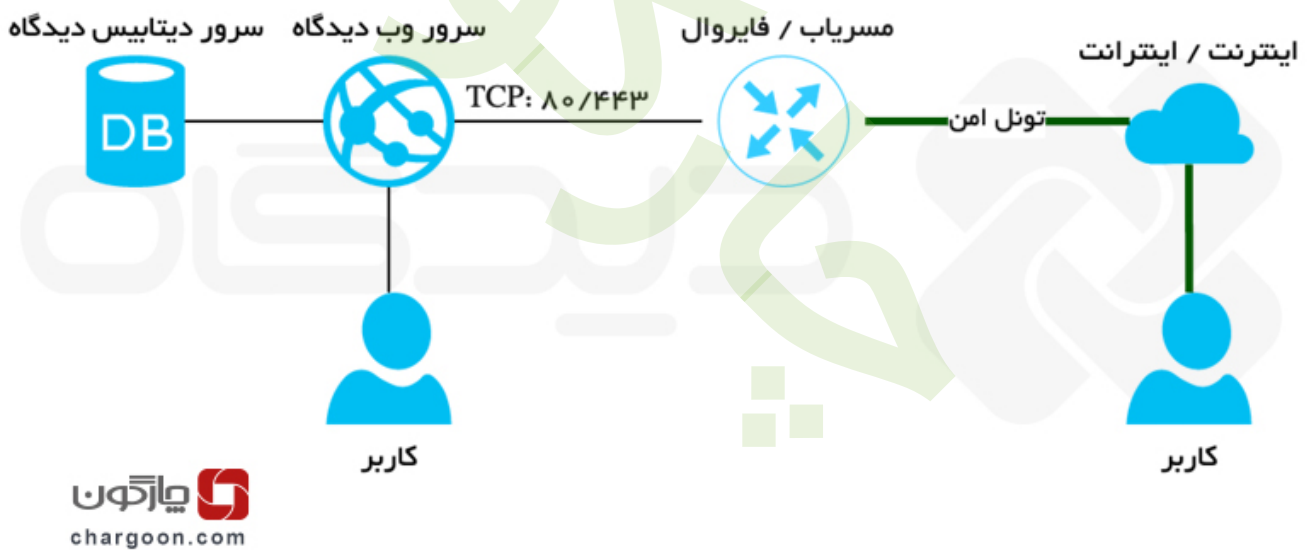 اینترنت / اینترانت
مسریاب / فایروال
سرور وب دیدگاه
سرور دیتابیس دیدگاه
تونل امن
TCP: ۸۰/۴۴۳
DB
کاربر
کاربر
دیدگاه
چارگون
chargoon.com